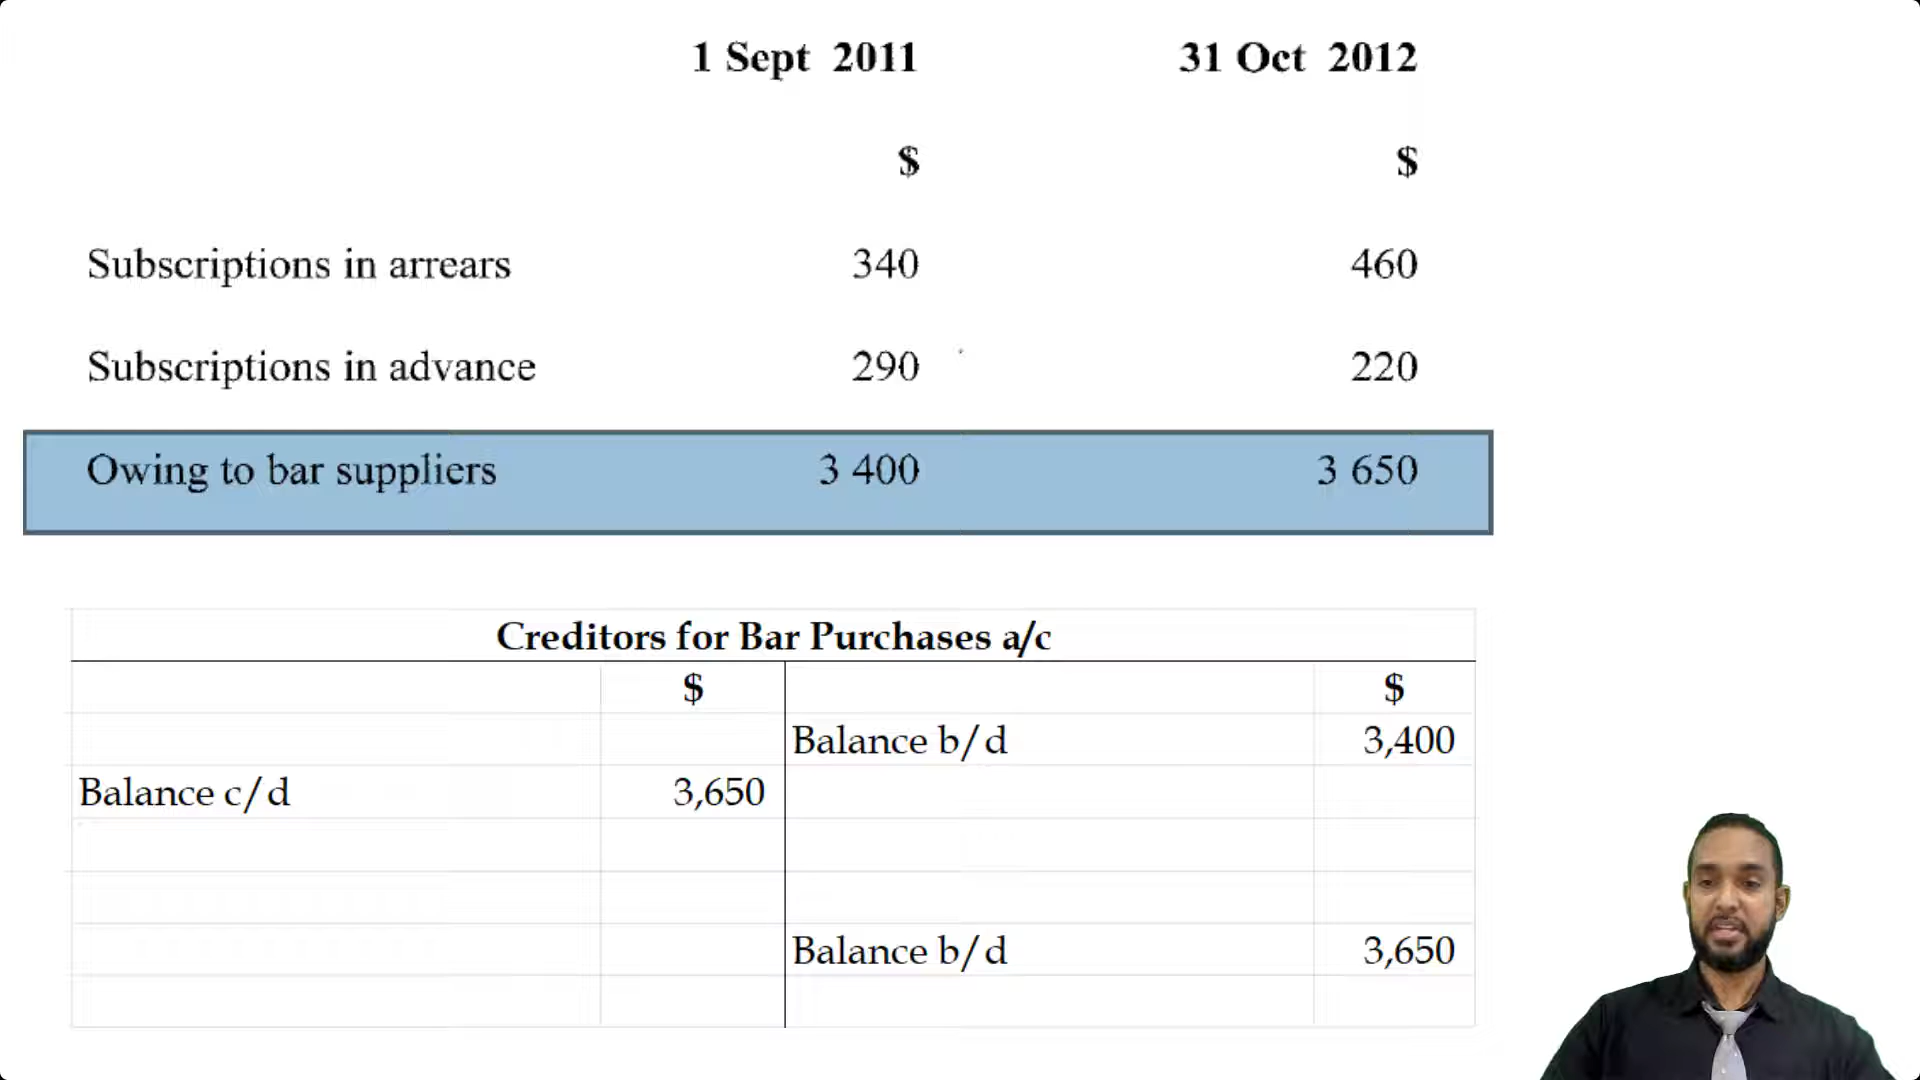 1 Sept 2011 31 Oct 2012
$ $
Subscriptions in arrears 340 460
Subscriptions in advance 290 220
Owing to bar suppliers 3 400 3 650
Creditors for Bar Purchases a/c
$ $
Balance b/d 3,400
Balance c/d 3,650
Balance b/d 3,650